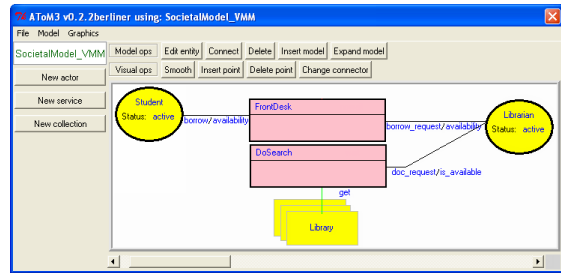 AToM3 v0.2.2berliner using: SocietalModel_VMM
File Model Graphics
SocietalModel_VMM
Model ops Edit entity Connect Delete Insert model Expand model
Visual ops Smooth Insert point Delete point Change connector
New actor
New service
New collection
Student
Status: active
borrow/availability
FrontDesk
borrow_request/availability
Librarian
Status: active
DoSearch
doc_request/is_available
get
Library